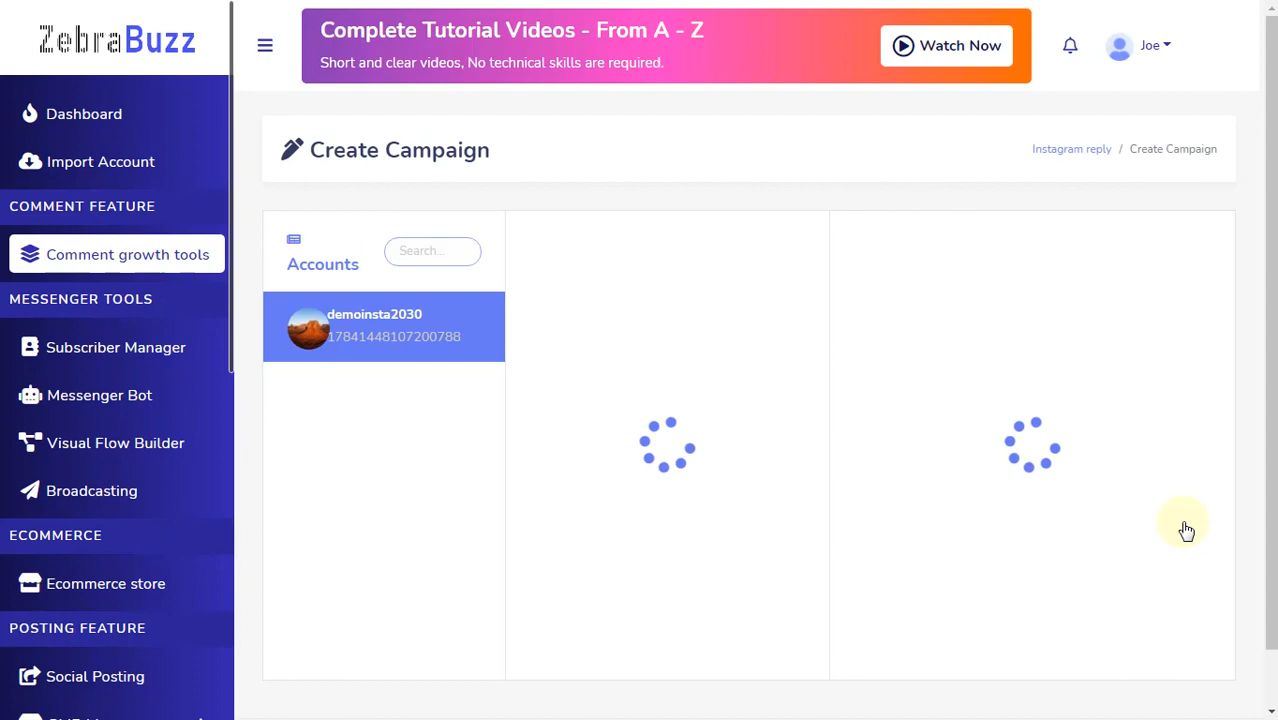 ZebraBuzz
Complete Tutorial Videos - From A - Z
Short and clear videos, No technical skills are required.
Watch Now
Joe
Dashboard
Import Account
COMMENT FEATURE
Comment growth tools
MESSENGER TOOLS
Subscriber Manager
Messenger Bot
Visual Flow Builder
Broadcasting
ECOMMERCE
Ecommerce store
POSTING FEATURE
Social Posting
Create Campaign
Instagram reply / Create Campaign
Accounts
Search...
demoinsta2030
17841448107200788